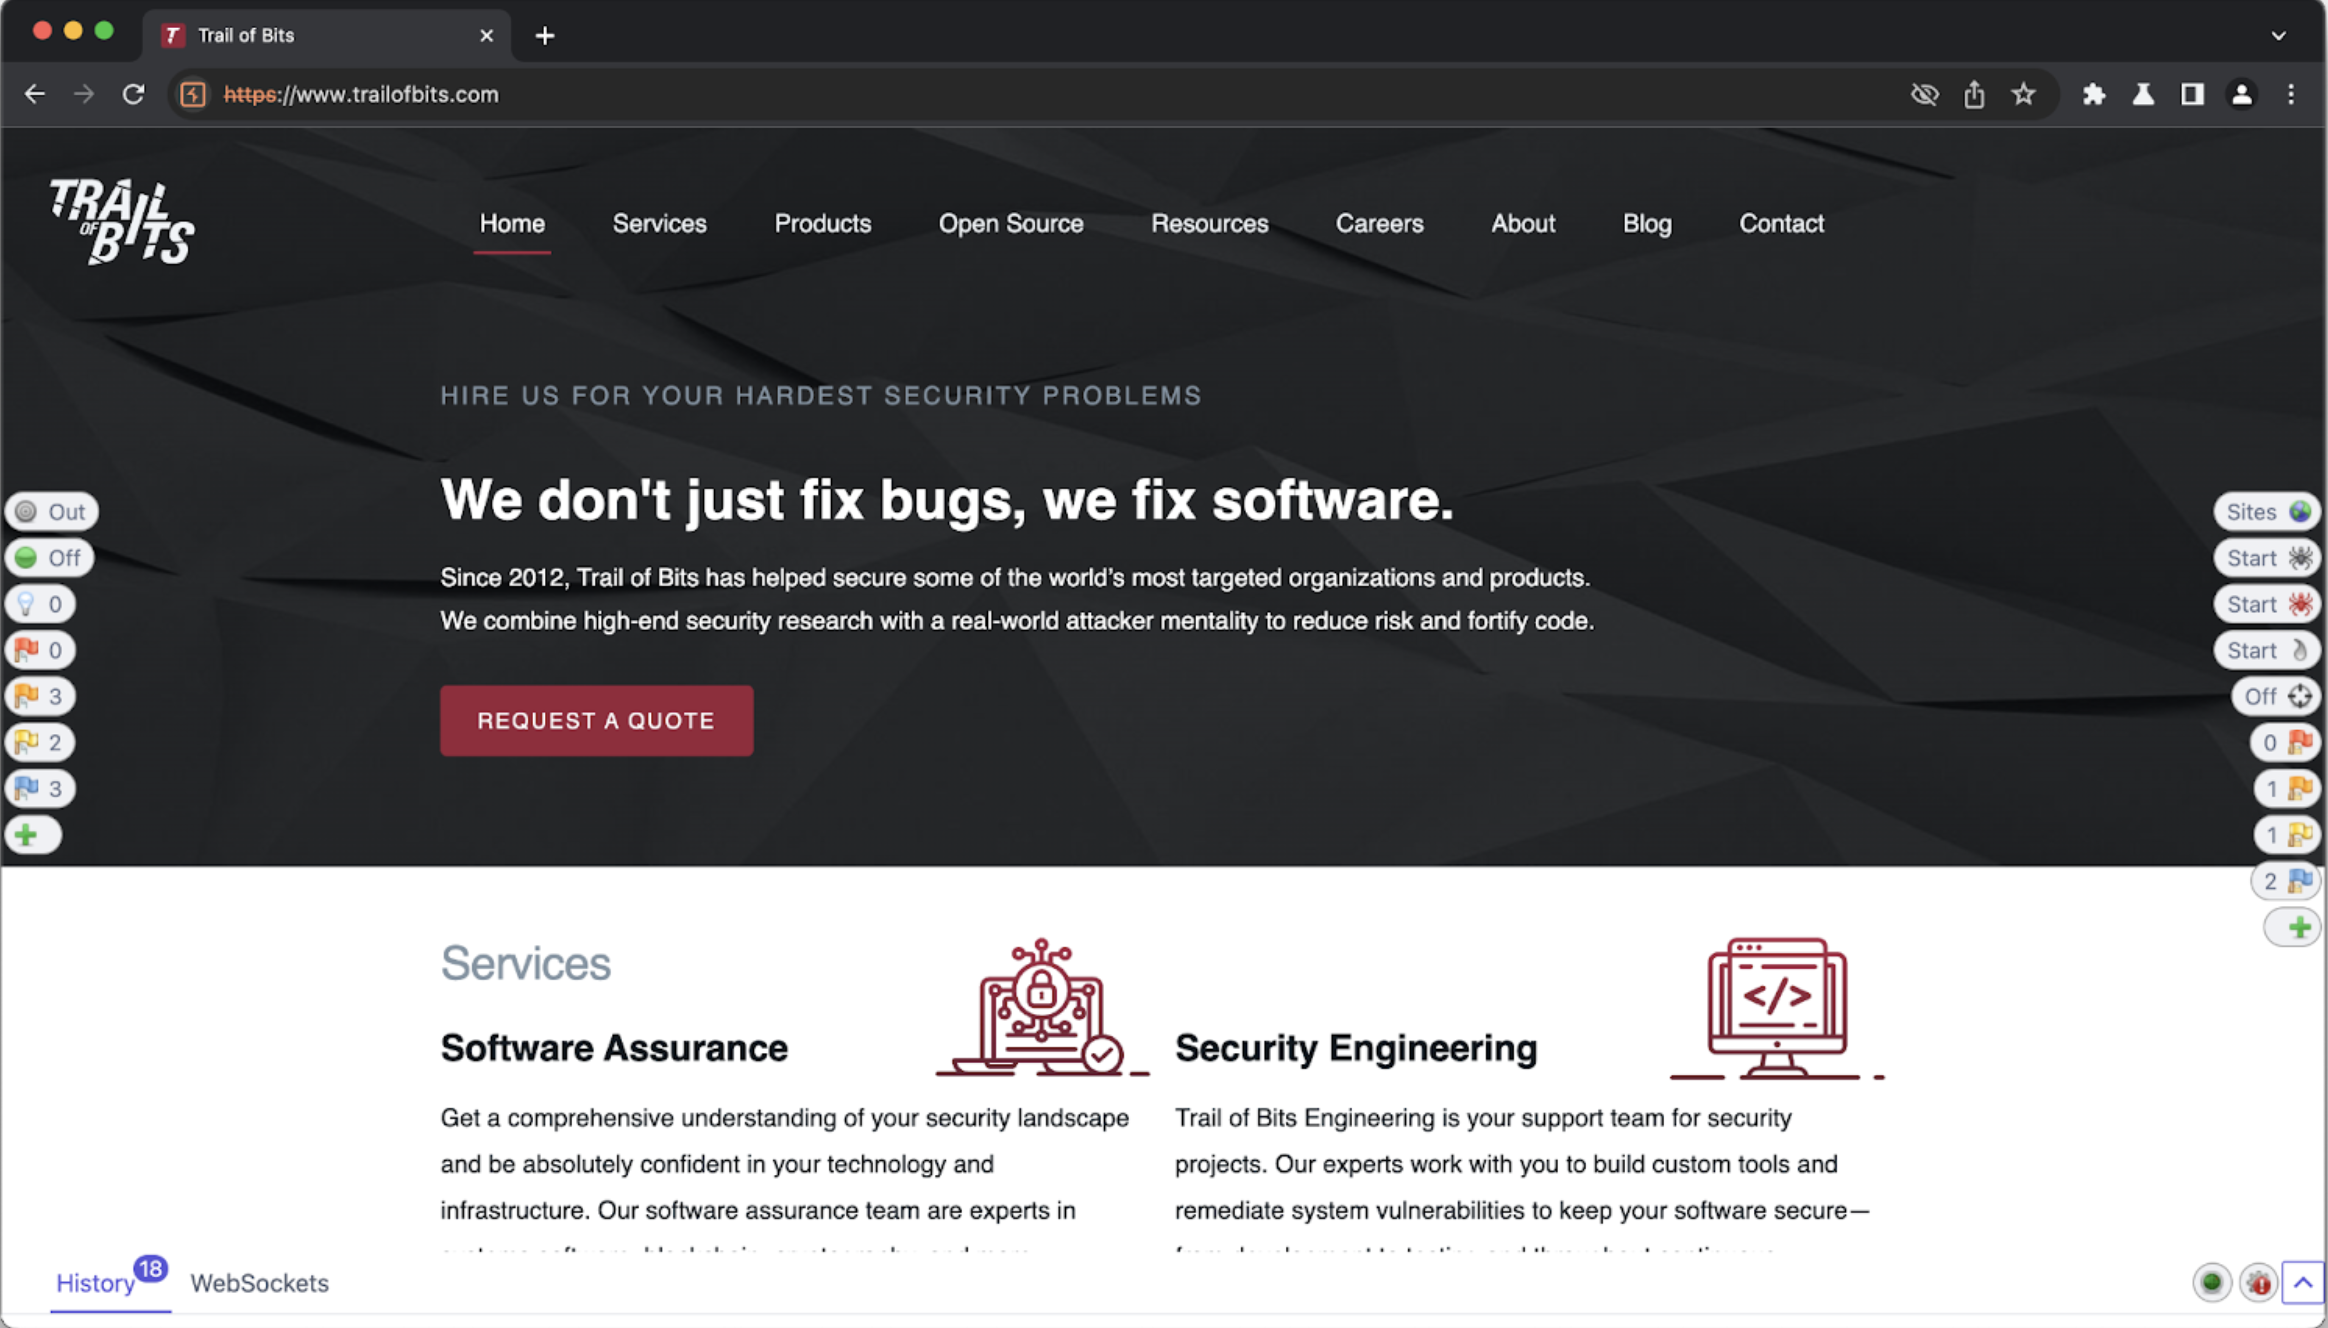 Trail of Bits
https://www.trailofbits.com
TRAIL
OF
BITS
Home Services Products Open Source Resources Careers About Blog Contact
HIRE US FOR YOUR HARDEST SECURITY PROBLEMS
We don't just fix bugs, we fix software.
Since 2012, Trail of Bits has helped secure some of the world’s most targeted organizations and products.
We combine high-end security research with a real-world attacker mentality to reduce risk and fortify code.
REQUEST A QUOTE
Out
Off
0
0
3
2
3
Sites
Start
Start
Start
Off
0
1
1
2
Services
Software Assurance
Get a comprehensive understanding of your security landscape
and be absolutely confident in your technology and
infrastructure. Our software assurance team are experts in
</>
Security Engineering
Trail of Bits Engineering is your support team for security
projects. Our experts work with you to build custom tools and
remediate system vulnerabilities to keep your software secure—
History 18 WebSockets